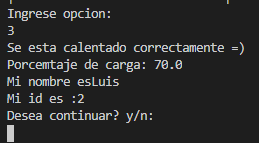 Ingrese opcion:
3
Se esta calentado correctamente =)
Porcemtaje de carga: 70.0
Mi nombre esLuis
Mi id es :2
Desea continuar? y/n: